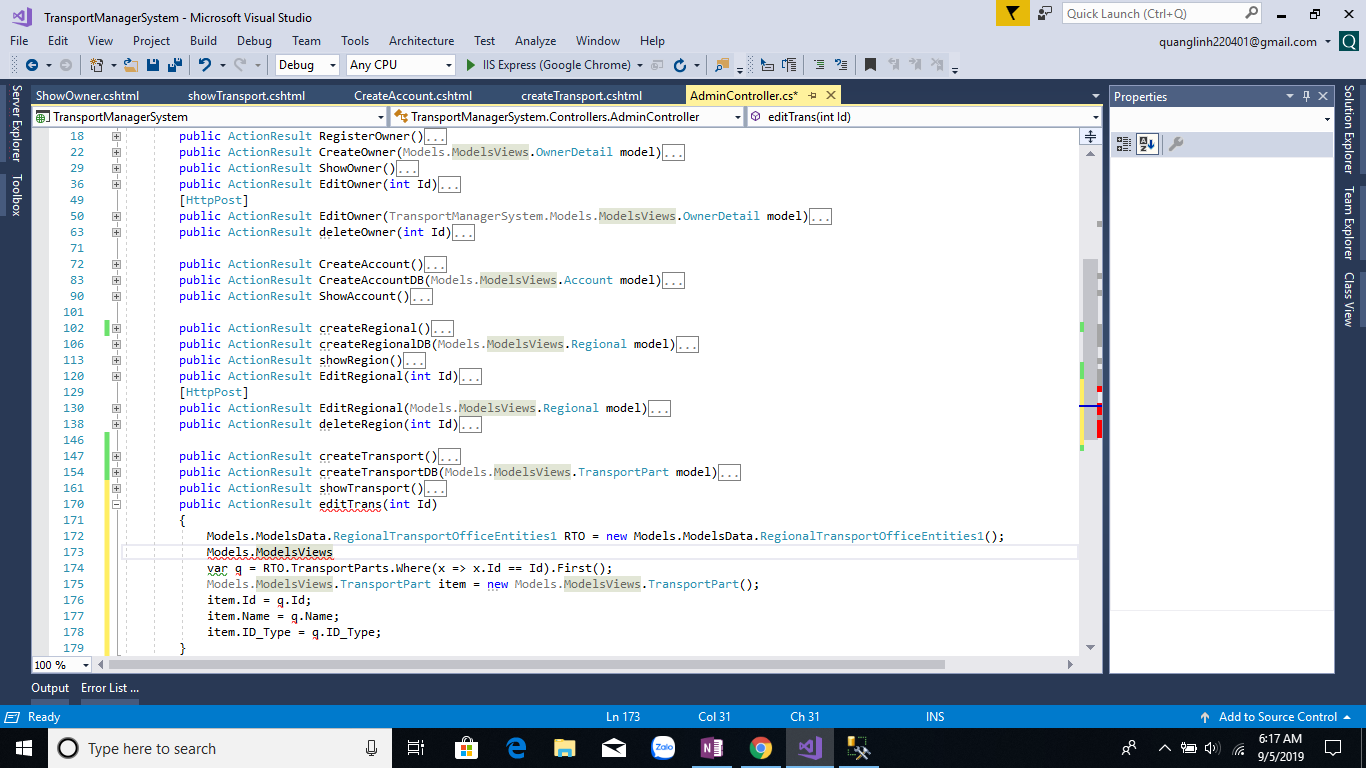 TransportManagerSystem - Microsoft Visual Studio
Quick Launch (Ctrl+Q)
File Edit View Project Build Debug Team Tools Architecture Test Analyze Window Help
quanglinh220401@gmail.com Q
Debug Any CPU IIS Express (Google Chrome)
Server Explorer
Toolbox
ShowOwner.cshtml showTransport.cshtml CreateAccount.cshtml createTransport.cshtml AdminController.cs*
TransportManagerSystem TransportManagerSystem.Controllers.AdminController editTrans(int Id)
18 public ActionResult RegisterOwner()...
22 public ActionResult CreateOwner(Models.ModelsViews.OwnerDetail model)...
29 public ActionResult ShowOwner()...
36 public ActionResult EditOwner(int Id)...
49 [HttpPost]
50 public ActionResult EditOwner(TransportManagerSystem.Models.ModelsViews.OwnerDetail model)...
63 public ActionResult deleteOwner(int Id)...
71
72 public ActionResult CreateAccount()...
83 public ActionResult CreateAccountDB(Models.ModelsViews.Account model)...
90 public ActionResult ShowAccount()...
101
102 public ActionResult createRegional()...
106 public ActionResult createRegionalDB(Models.ModelsViews.Regional model)...
113 public ActionResult showRegion()...
120 public ActionResult EditRegional(int Id)...
129 [HttpPost]
130 public ActionResult EditRegional(Models.ModelsViews.Regional model)...
138 public ActionResult deleteRegion(int Id)...
146
147 public ActionResult createTransport()...
154 public ActionResult createTransportDB(Models.ModelsViews.TransportPart model)...
161 public ActionResult showTransport()...
170 public ActionResult editTrans(int Id)
171 {
172 Models.ModelsData.RegionalTransportOfficeEntities1 RTO = new Models.ModelsData.RegionalTransportOfficeEntities1();
173 Models.ModelsViews
174 var q = RTO.TransportParts.Where(x => x.Id == Id).First();
175 Models.ModelsViews.TransportPart item = new Models.ModelsViews.TransportPart();
176 item.Id = q.Id;
177 item.Name = q.Name;
178 item.ID_Type = q.ID_Type;
179 }
100 %
Properties
Solution Explorer
Team Explorer
Class View
Output Error List ...
Ready Ln 173 Col 31 Ch 31 INS Add to Source Control
Type here to search
Zalo
6:17 AM
9/5/2019